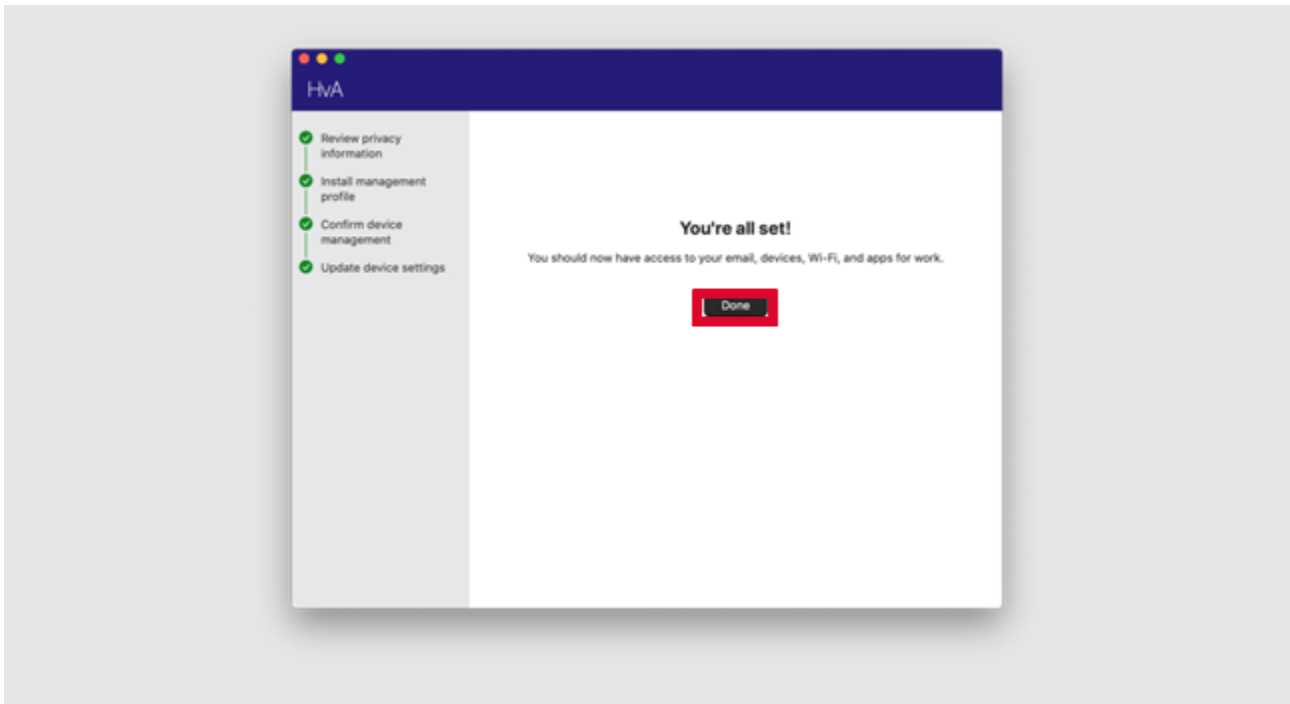 HvA
Review privacy
information
Install management
profile
Confirm device
management
Update device settings
You're all set!
You should now have access to your email, devices, Wi-Fi, and apps for work.
Done